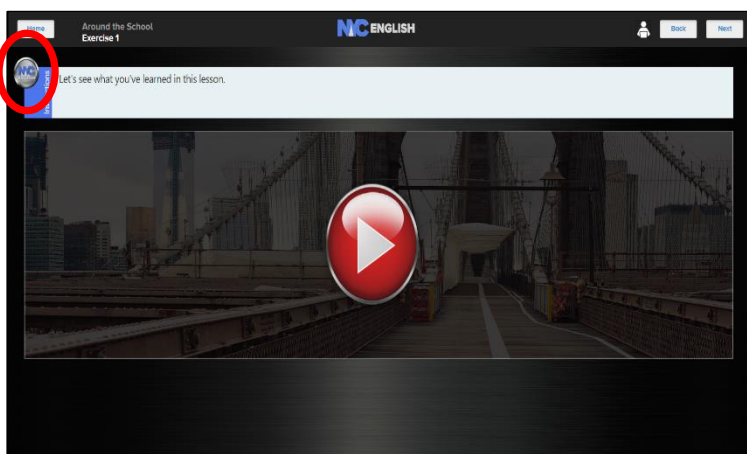 Home
Around the School
Exercise 1
NYC ENGLISH
Back
Next
Let's see what you've learned in this lesson.